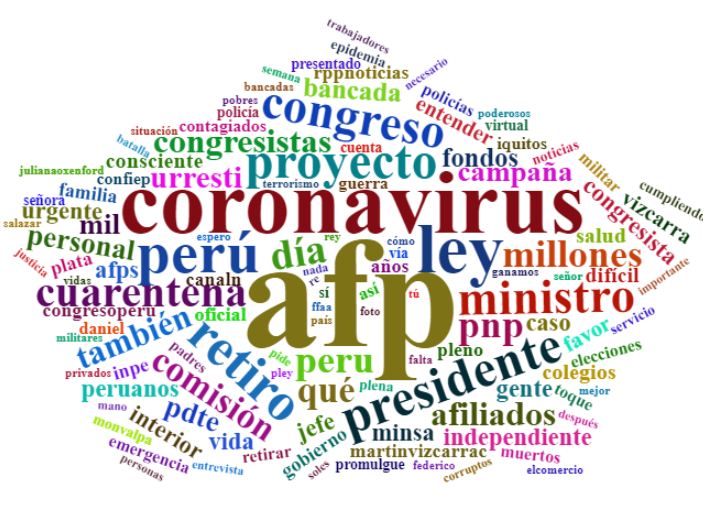 trabajadores
epidemia
presentado
semana
rppnoticias
necesario
bancadas
bancada
policías
pobres
congreso
entender
poderosos
policía
virtual
situación
contagiados
congresistas
cuenta
iquitos
batalla
consciente
proyecto
fondos
noticias
militar
julianaoxenford
confiep
urresti
terrorismo
guerra
campaña
congresista
cumpliendo
señora
familia
coronavirus
vizcarra
salazar
urgente
mil
personal
perú
espero
rey
cómo
ley
salud
justicia
plata
afps
canaln
día
nada
vía
años
millones
ganamos
señor
difícil
importante
vidas
cuarentena
re
sí
así
tú
afp
ministro
congresoperu
oficial
ffaa
país
foto
pnp
caso
favor
servicio
daniel
también
retiro
militares
padres
pide
peru
falta
pleno
presidente
elecciones
privados
inpe
comisión
pley
qué
plena
colegios
peruanos
gente
toque
mejor
mano
pdte
jefe
afiliados
después
mouvalpa
interior
vida
gobierno
minsa
independiente
emergencia
retirar
martinvizcarrac
muertos
personas
entrevista
soles
promulgue
federico
corruptos
elcomercio